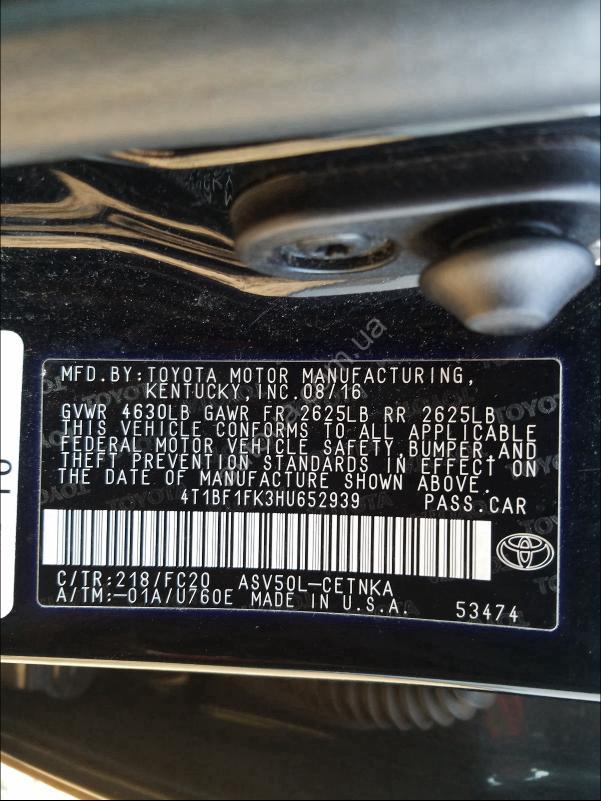 MFD.BY:TOYOTA MOTOR MANUFACTURING,
KENTUCKY,INC.08/16
GVWR 4630LB GAWR FR 2625LB RR 2625LB
THIS VEHICLE CONFORMS TO ALL APPLICABLE
FEDERAL MOTOR VEHICLE SAFETY,BUMPER,AND
THEFT PREVENTION STANDARDS IN EFFECT ON
THE DATE OF MANUFACTURE SHOWN ABOVE.
4T1BF1FK3HU652939 PASS.CAR
C/TR:218/FC20 ASV50L-CETNKA
A/TM:-01A/U760E MADE IN U.S.A. 53474